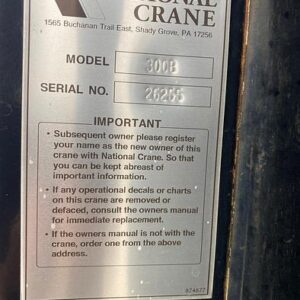 NATIONAL
CRANE
1565 Buchanan Trail East, Shady Grove, PA 17256
MODEL 300B
SERIAL NO. 26255
IMPORTANT
• Subsequent owner please register
your name as the new owner of this
crane with National Crane. So that
you can be kept abreast of
important information.
• If any operational decals or charts
on this crane are removed or
defaced, consult the owners manual
for immediate replacement.
• If the owners manual is not with the
crane, order one from the above
address.